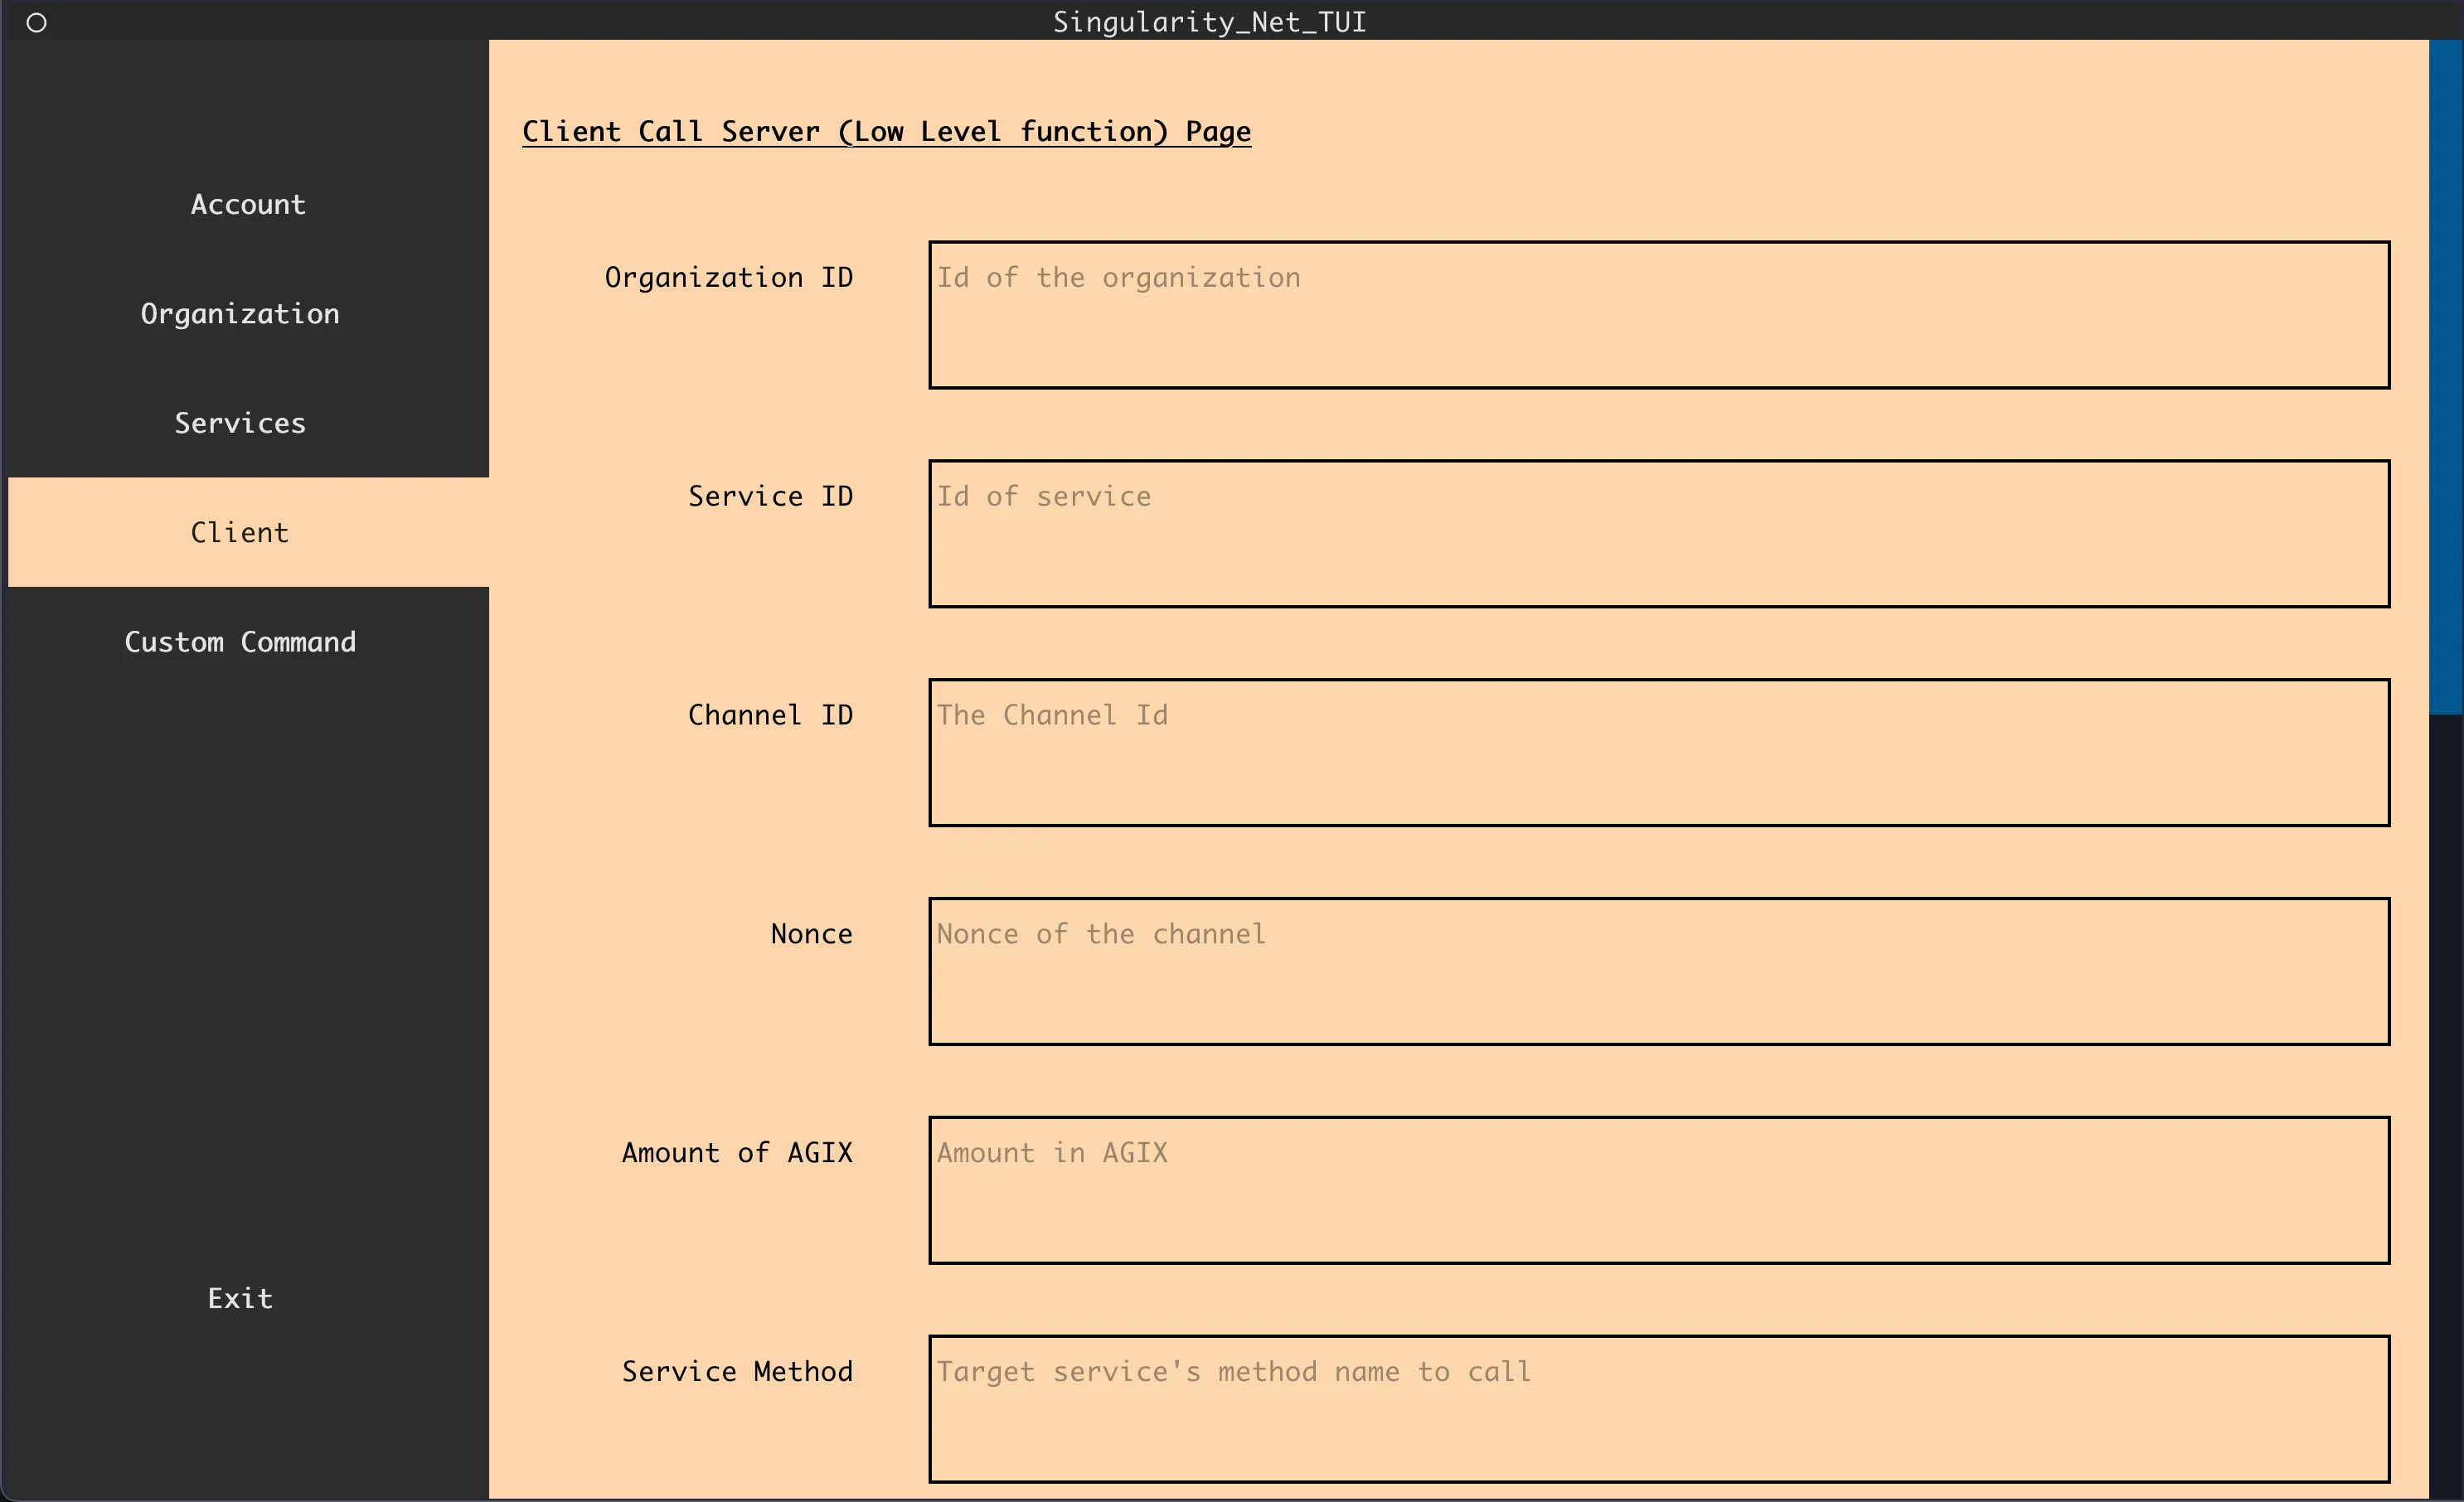 Singularity_Net_TUI
Account
Organization
Services
Client
Custom Command
Exit
Client Call Server (Low Level function) Page
Organization ID
Id of the organization
Service ID
Id of service
Channel ID
The Channel Id
Nonce
Nonce of the channel
Amount of AGIX
Amount in AGIX
Service Method
Target service's method name to call